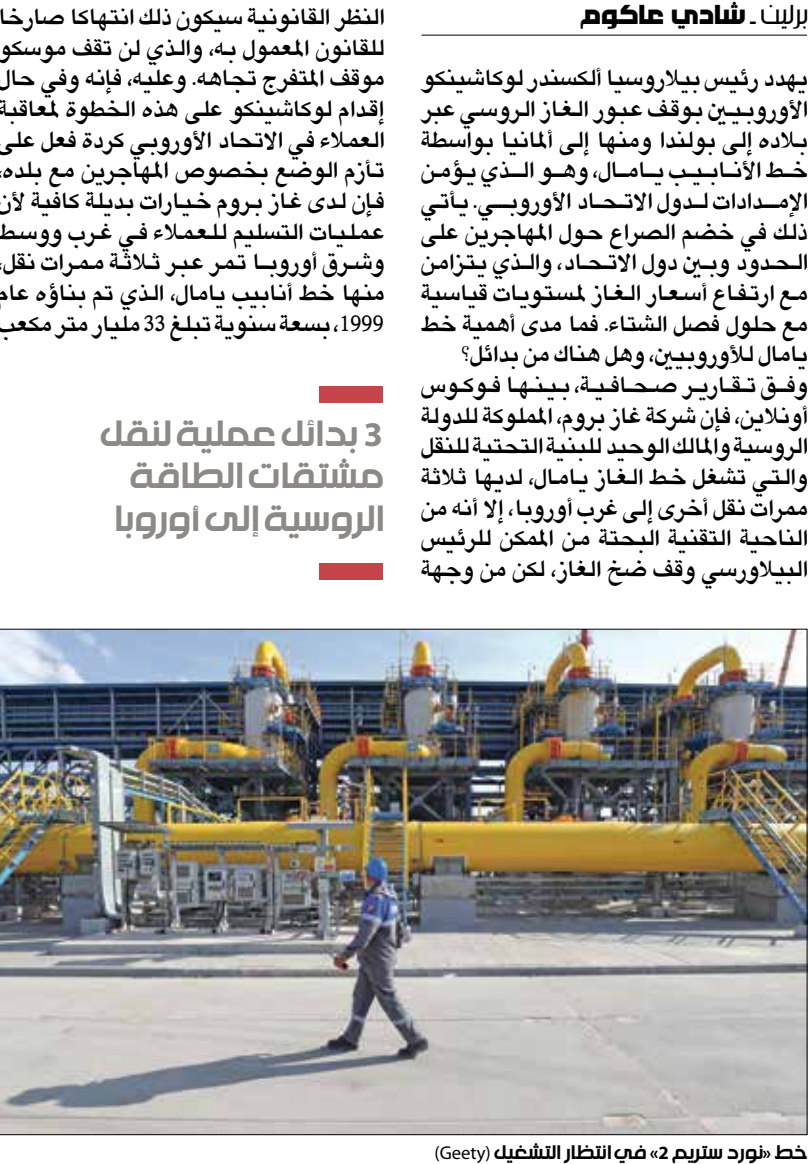 برلين ـ شادي عاكوم
يهدد رئيس بيلاروسيا ألكسندر لوكاشينكو
الأوروبيين بوقف عبور الغاز الروسي عبر
بلاده إلى بولندا ومنها إلى ألمانيا بواسطة
خط الأنابيب يامال، وهو الذي يؤمن
الإمدادات لدول الاتحاد الأوروبي. يأتي
ذلك في خضم الصراع حول المهاجرين على
الحدود وبين دول الاتحاد، والذي يتزامن
مع ارتفاع أسعار الغاز لمستويات قياسية
مع حلول فصل الشتاء. فما مدى أهمية خط
يامال للأوروبيين، وهل هناك من بدائل؟
وفق تقارير صحافية، بينها فوكوس
أونلاين، فإن شركة غاز بروم، المملوكة للدولة
الروسية والمالك الوحيد للبنية التحتية للنقل
والتي تشغل خط الغاز يامال، لديها ثلاثة
ممرات نقل أخرى إلى غرب أوروبا، إلا أنه من
الناحية التقنية البحتة من الممكن للرئيس
البيلاورسي وقف ضخ الغاز، لكن من وجهة
النظر القانونية سيكون ذلك انتهاكا صارخا
للقانون المعمول به، والذي لن تقف موسكو
موقف المتفرج تجاهه. وعليه، فإنه وفي حال
إقدام لوكاشينكو على هذه الخطوة لمعاقبة
العملاء في الاتحاد الأوروبي كردة فعل على
تأزم الوضع بخصوص المهاجرين مع بلده،
فإن لدى غاز بروم خيارات بديلة كافية لأن
عمليات التسليم للعملاء في غرب ووسط
وشرق أوروبا تمر عبر ثلاثة ممرات نقل،
منها خط أنابيب يامال، الذي تم بناؤه عام
1999، بسعة سنوية تبلغ 33 مليار متر مكعب
3 بدائل عملية لنقل
مشتقات الطاقة
الروسية إلى أوروبا
خط «نورد ستريم 2» في انتظار التشغيل (Geety)